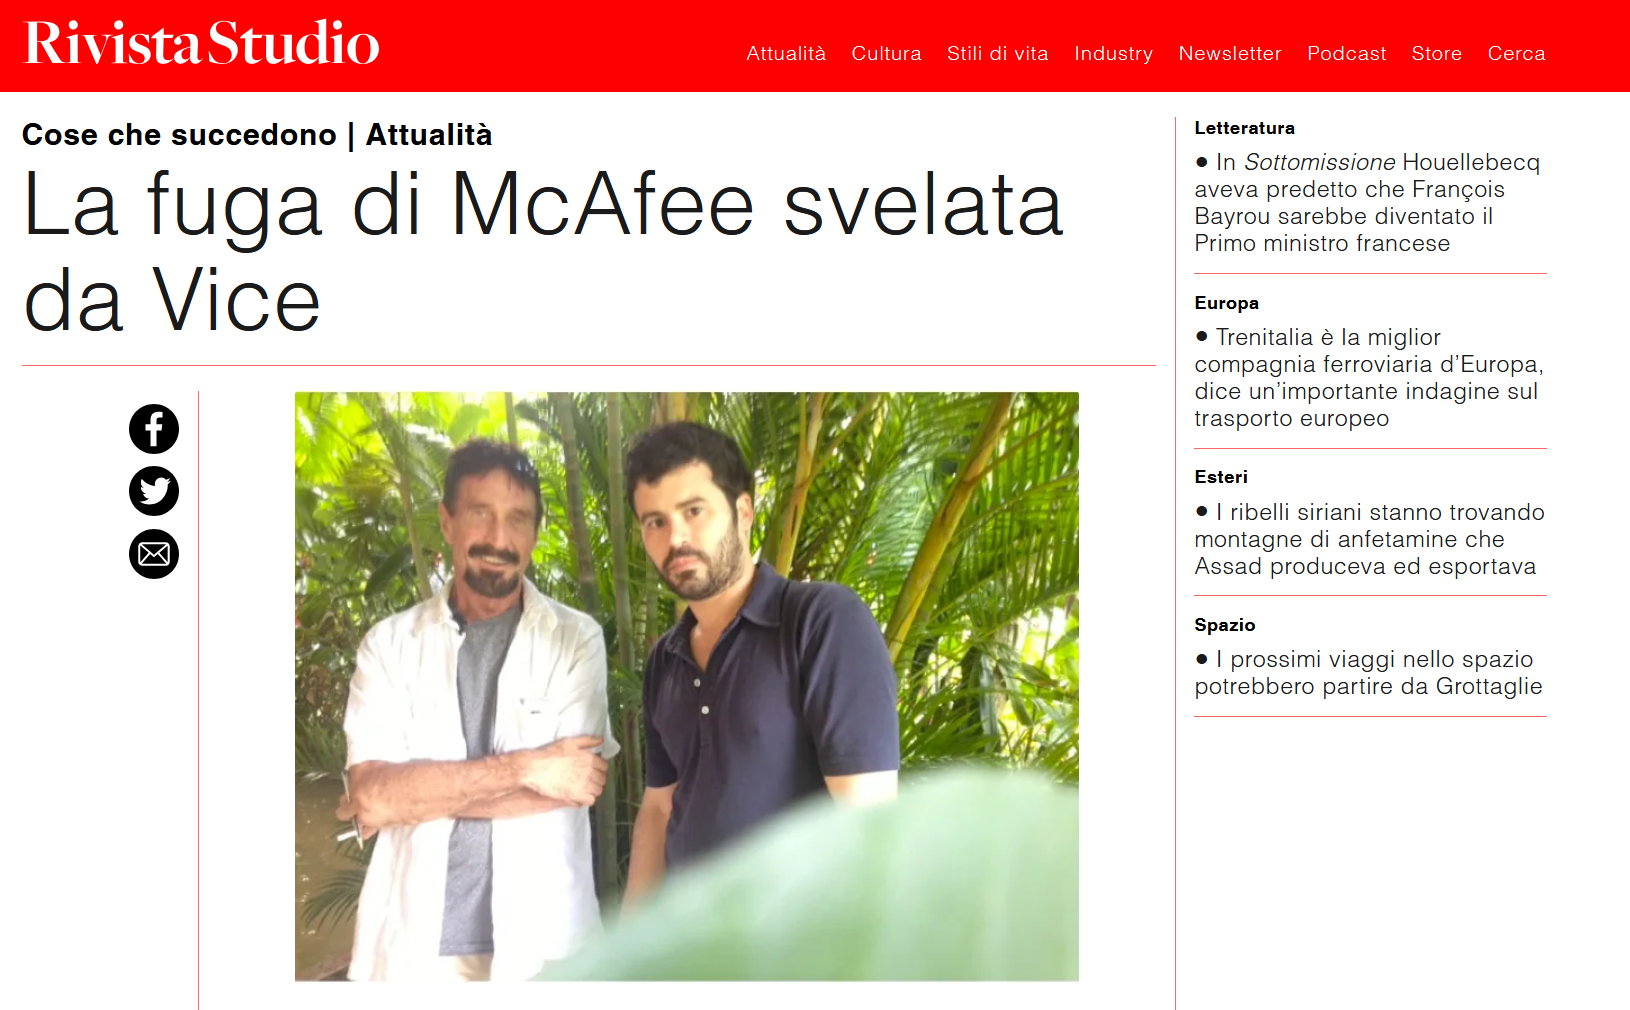 Rivista Studio
Attualità Cultura Stili di vita Industry Newsletter Podcast Store Cerca
Cose che succedono | Attualità
La fuga di McAfee svelata
da Vice
Letteratura
● In Sottomissione Houellebecq
aveva predetto che François
Bayrou sarebbe diventato il
Primo ministro francese
Europa
● Trenitalia è la miglior
compagnia ferroviaria d’Europa,
dice un’importante indagine sul
trasporto europeo
Esteri
● I ribelli siriani stanno trovando
montagne di anfetamine che
Assad produceva ed esportava
Spazio
● I prossimi viaggi nello spazio
potrebbero partire da Grottaglie